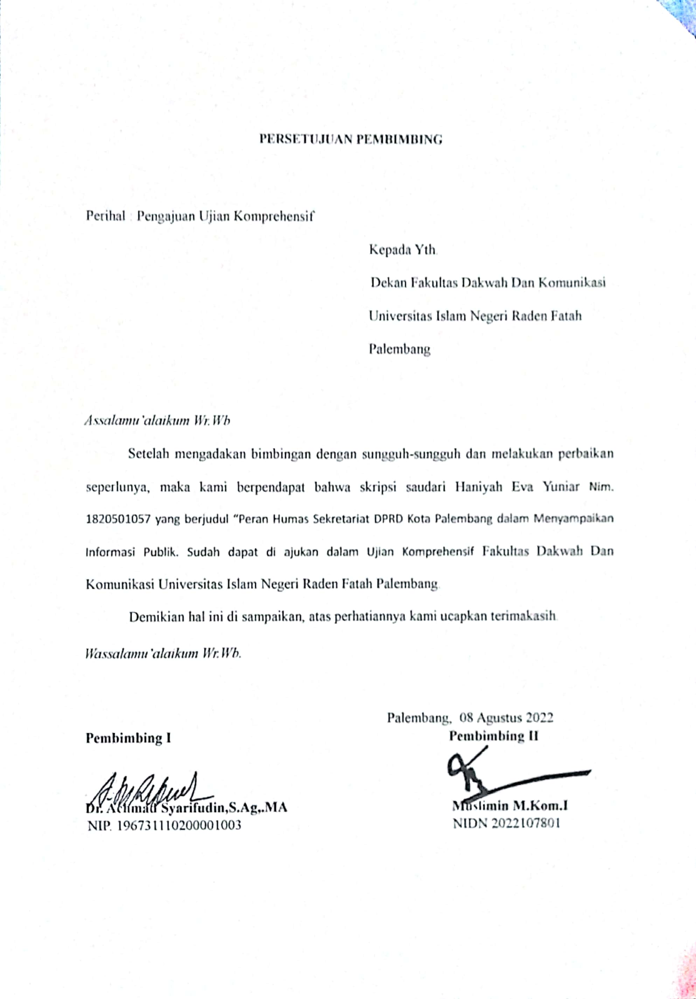 PERSETUJUAN PEMBIMBING
Perihal : Pengajuan Ujian Komprehensif
Kepada Yth.
Dekan Fakultas Dakwah Dan Komunikasi
Universitas Islam Negeri Raden Fatah
Palembang
Assalamu'alaikum Wr.Wb
Setelah mengadakan bimbingan dengan sungguh-sungguh dan melakukan perbaikan
seperlunya, maka kami berpendapat bahwa skripsi saudari Haniyah Eva Yuniar Nim.
1820501057 yang berjudul “Peran Humas Sekretariat DPRD Kota Palembang dalam Menyampaikan
Informasi Publik. Sudah dapat di ajukan dalam Ujian Komprehensif Fakultas Dakwah Dan
Komunikasi Universitas Islam Negeri Raden Fatah Palembang.
Demikian hal ini di sampaikan, atas perhatiannya kami ucapkan terimakasih.
Wassalamu'alaikum Wr.Wb.
Palembang, 08 Agustus 2022
Pembimbing I
Pembimbing II
Dr. Achmad Syarifudin,S.Ag,.MA
Muslimin M.Kom.I
NIP. 196731110200001003
NIDN 2022107801